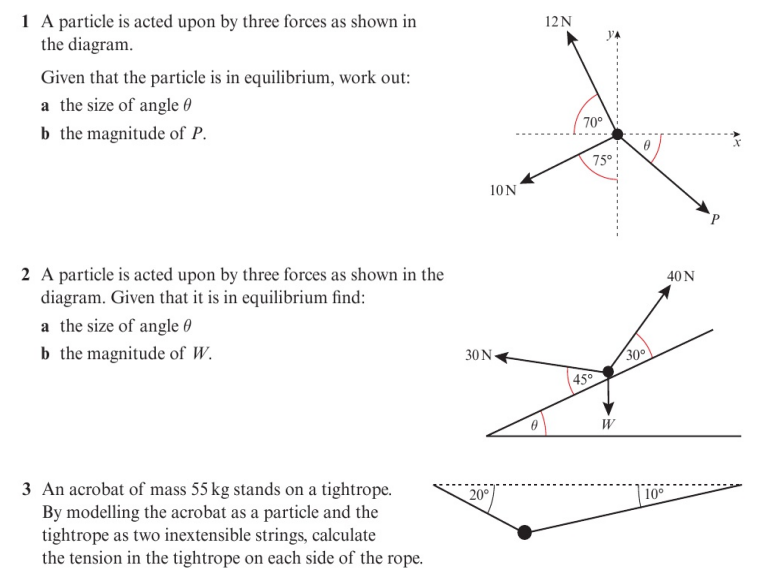 1 A particle is acted upon by three forces as shown in
the diagram.
Given that the particle is in equilibrium, work out:
a the size of angle θ
b the magnitude of P.
12 N
y
70°
θ
x
75°
10 N
P
2 A particle is acted upon by three forces as shown in the
diagram. Given that it is in equilibrium find:
a the size of angle θ
b the magnitude of W.
40 N
30 N
30°
45°
θ
W
3 An acrobat of mass 55 kg stands on a tightrope.
By modelling the acrobat as a particle and the
tightrope as two inextensible strings, calculate
the tension in the tightrope on each side of the rope.
20°
10°